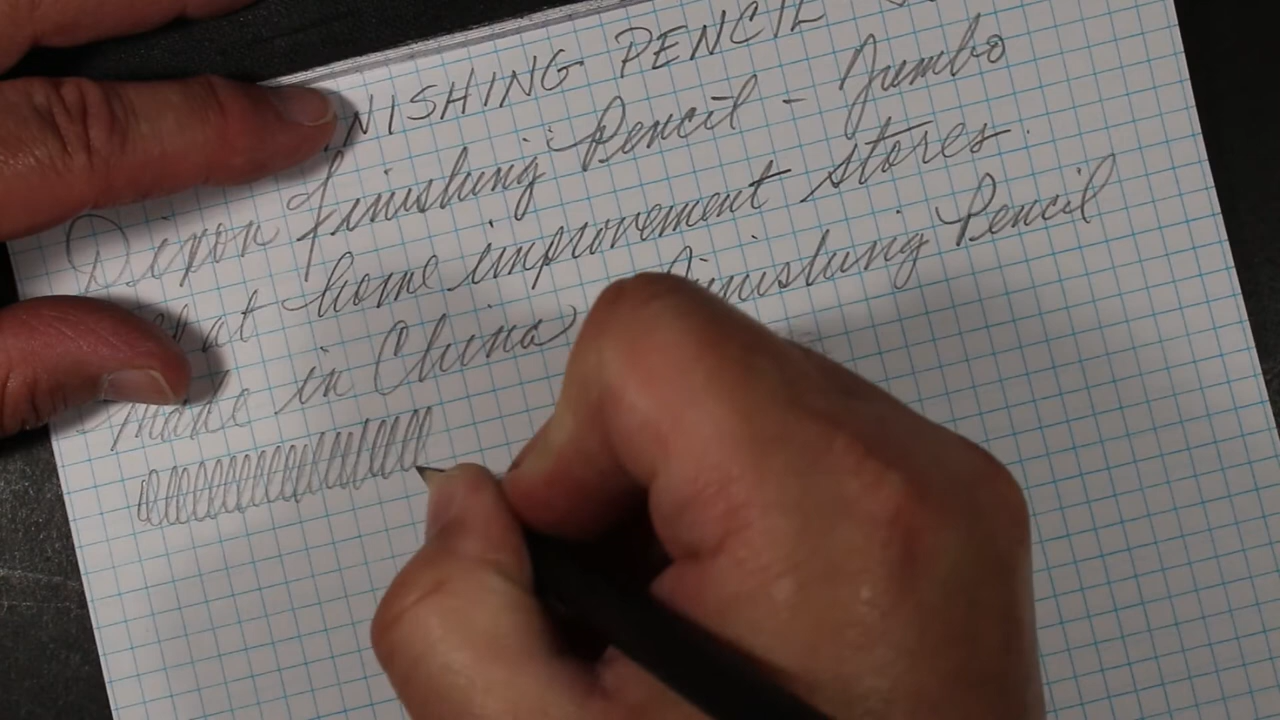 NISHING PENCIL
Dixon Finishing Pencil - Jumbo
at home improvement stores.
Made in China Finishing Pencil